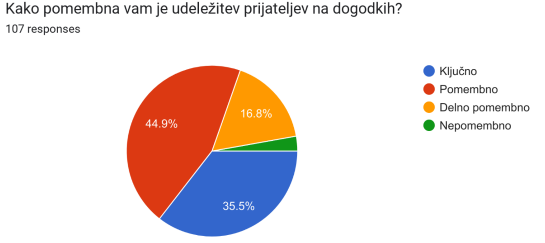 Kako pomembna vam je udeležitev prijateljev na dogodkih?
107 responses
Ključno
Pomembno
Delno pomembno
Nepomembno
44.9%
16.8%
35.5%